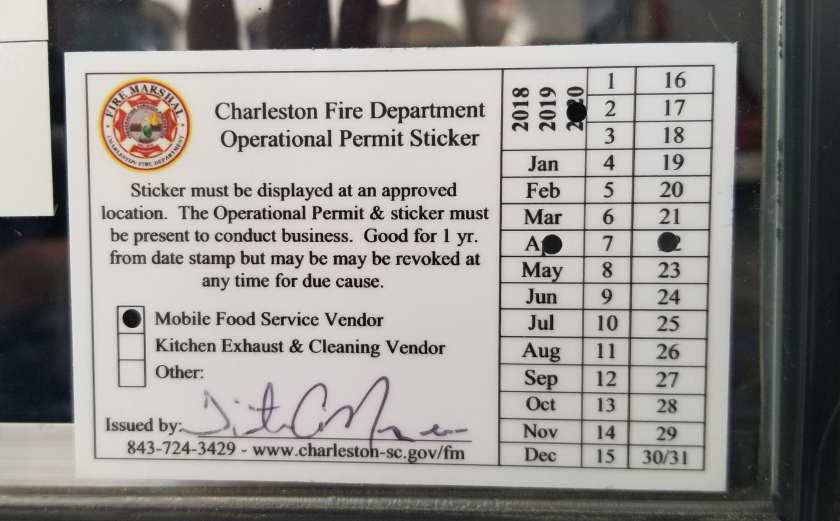 FIRE MARSHAL
CHARLESTON FIRE DEPARTMENT
Charleston Fire Department
Operational Permit Sticker
Sticker must be displayed at an approved
location. The Operational Permit & sticker must
be present to conduct business. Good for 1 yr.
from date stamp but may be may be revoked at
any time for due cause.
Mobile Food Service Vendor
Kitchen Exhaust & Cleaning Vendor
Other:
Issued by:
843-724-3429 - www.charleston-sc.gov/fm
2018
2019
1 16
2 17
3 18
Jan 4 19
Feb 5 20
Mar 6 21
7
May 8 23
Jun 9 24
Jul 10 25
Aug 11 26
Sep 12 27
Oct 13 28
Nov 14 29
Dec 15 30/31